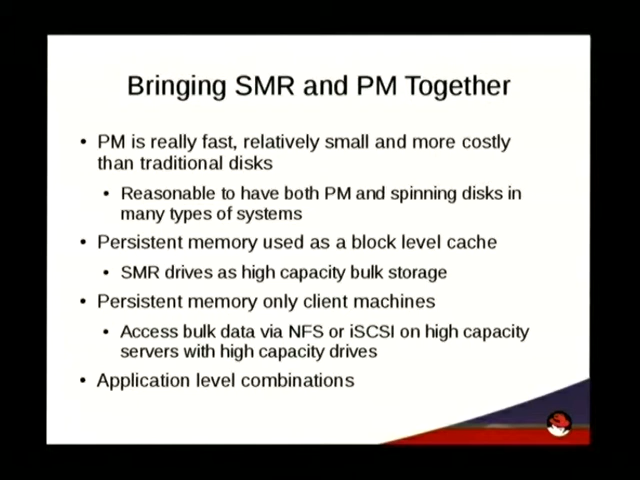 Bringing SMR and PM Together
• PM is really fast, relatively small and more costly
than traditional disks
• Reasonable to have both PM and spinning disks in
many types of systems
• Persistent memory used as a block level cache
• SMR drives as high capacity bulk storage
• Persistent memory only client machines
• Access bulk data via NFS or iSCSI on high capacity
servers with high capacity drives
• Application level combinations